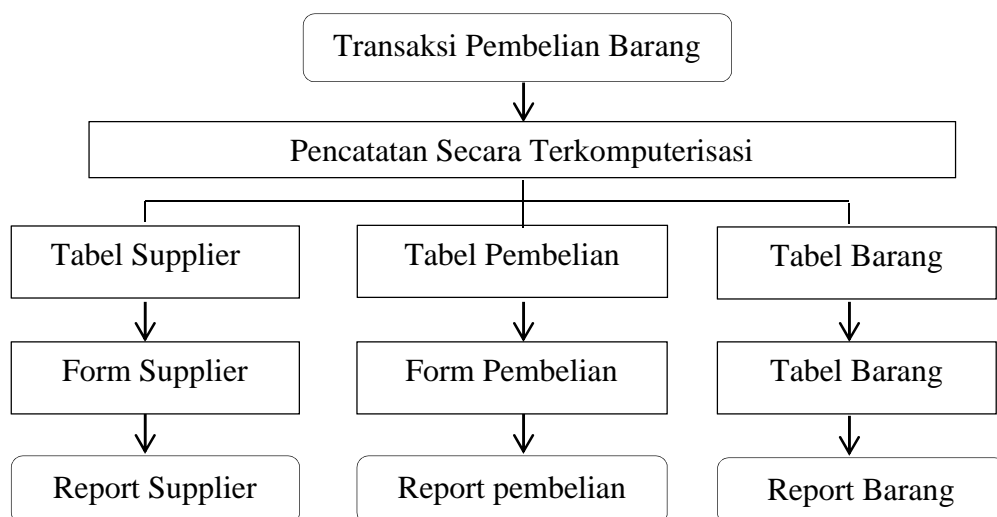 Transaksi Pembelian Barang
Pencatatan Secara Terkomputerisasi
Tabel Supplier
Tabel Pembelian
Tabel Barang
Form Supplier
Form Pembelian
Tabel Barang
Report Supplier
Report pembelian
Report Barang